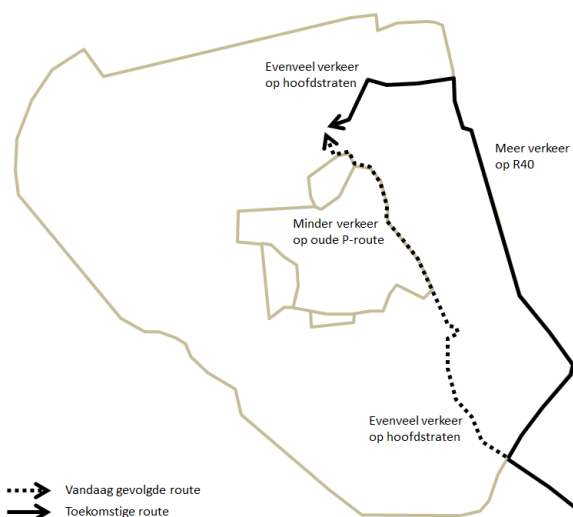 Evenveel verkeer
op hoofdstraten
Meer verkeer
op R40
Minder verkeer
op oude P-route
Evenveel verkeer
op hoofdstraten
Vandaag gevolgde route
Toekomstige route